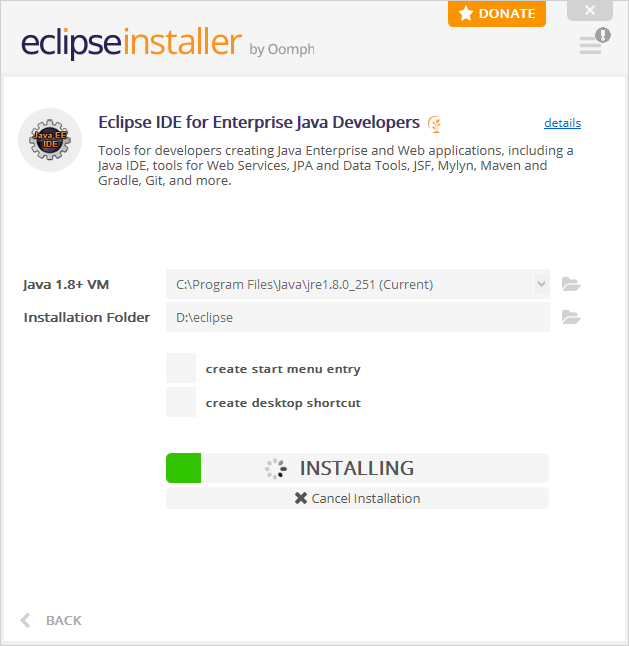 DONATE
eclipseinstaller by Oomph
Java EE
IDE
Eclipse IDE for Enterprise Java Developers
details
Tools for developers creating Java Enterprise and Web applications, including a
Java IDE, tools for Web Services, JPA and Data Tools, JSF, Mylyn, Maven and
Gradle, Git, and more.
Java 1.8+ VM
C:\Program Files\Java\jre1.8.0_251 (Current)
Installation Folder
D:\eclipse
create start menu entry
create desktop shortcut
INSTALLING
Cancel Installation
BACK